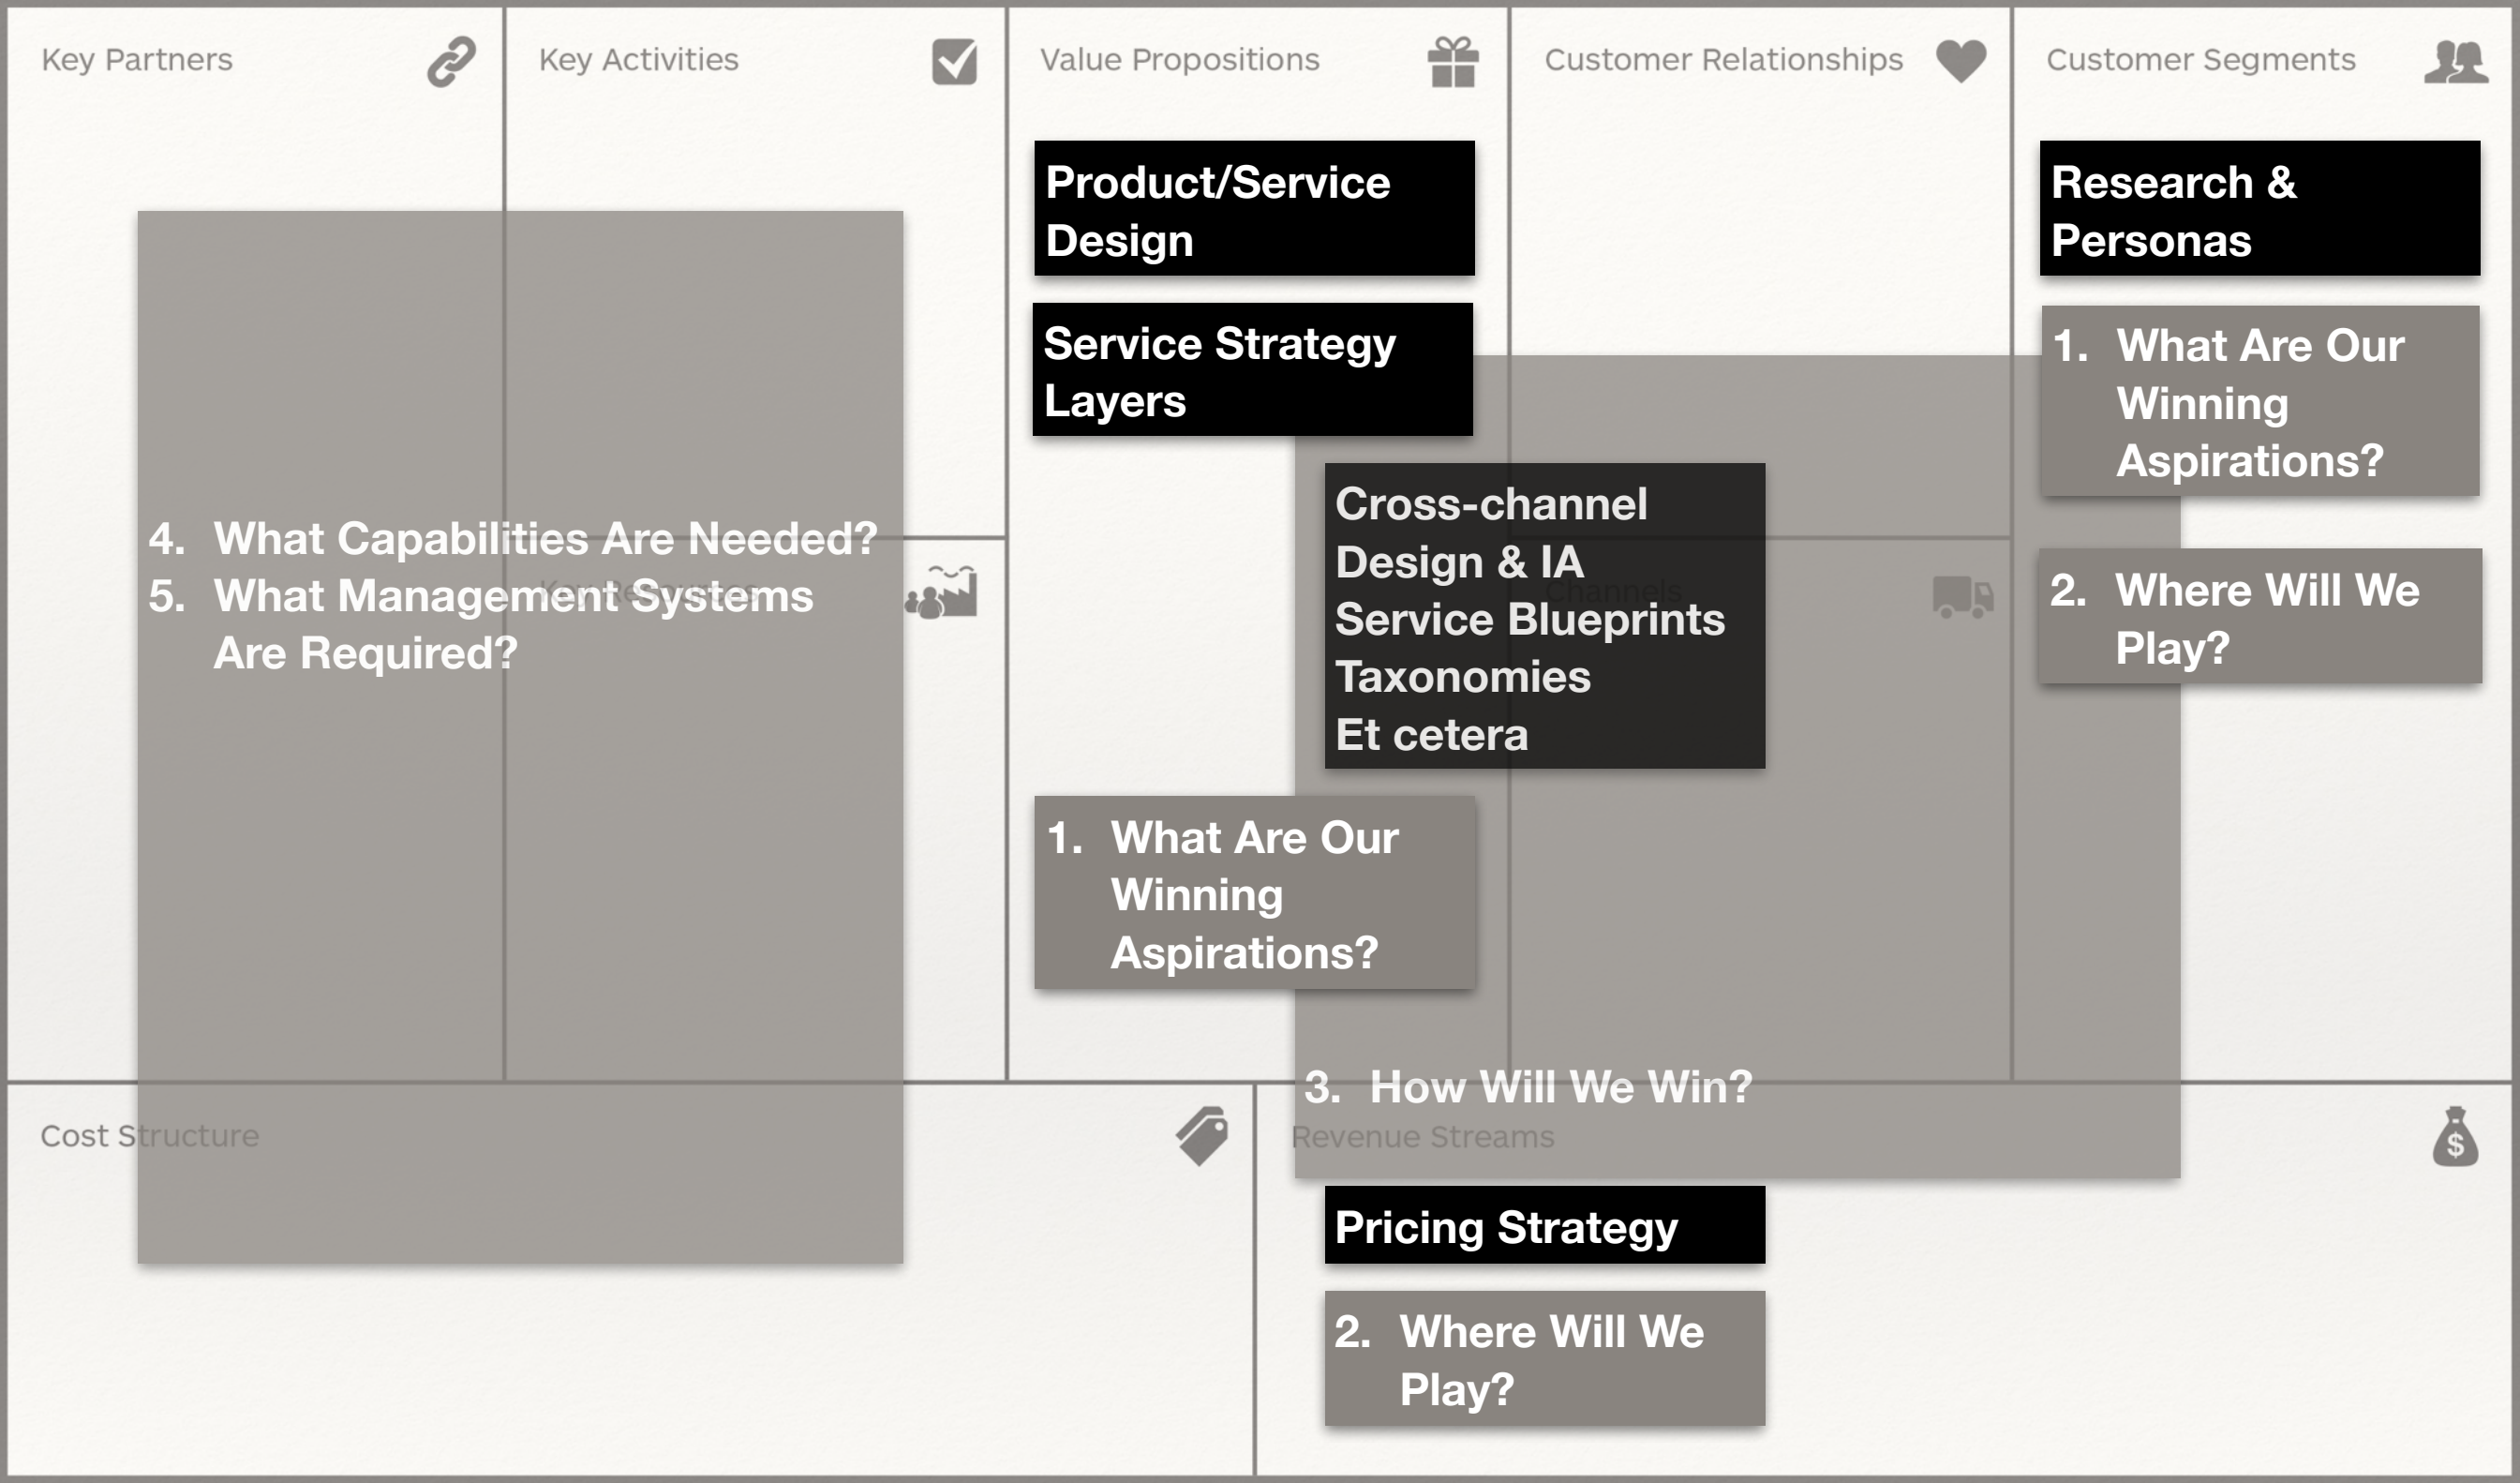 Key Partners
Key Activities
Value Propositions
Customer Relationships
Customer Segments
Product/Service
Design
Research &
Personas
Service Strategy
Layers
1. What Are Our
Winning
Aspirations?
Cross-channel
Design & IA
Service Blueprints
Taxonomies
Et cetera
Channels
4. What Capabilities Are Needed?
5. What Management Systems
Are Required?
Key Resources
2. Where Will We
Play?
1. What Are Our
Winning
Aspirations?
3. How Will We Win?
Cost Structure
Revenue Streams
$
Pricing Strategy
2. Where Will We
Play?